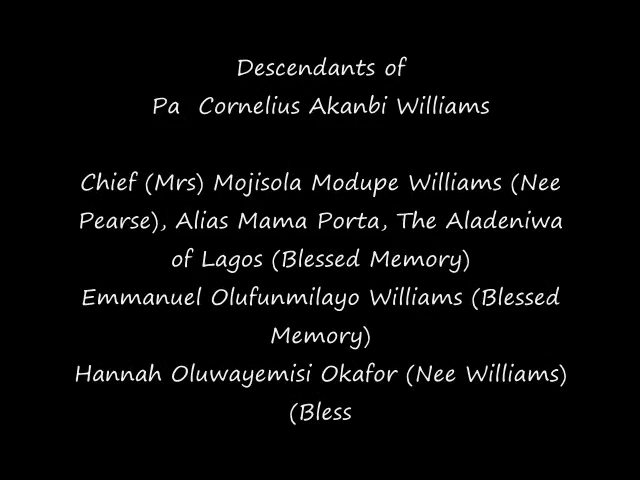 Descendants of
Pa Cornelius Akanbi Williams
Chief (Mrs) Mojisola Modupe Williams (Nee
Pearse), Alias Mama Porta, The Aladeniwa
of Lagos (Blessed Memory)
Emmanuel Olufunmilayo Williams (Blessed
Memory)
Hannah Oluwayemisi Okafor (Nee Williams)
(Bless